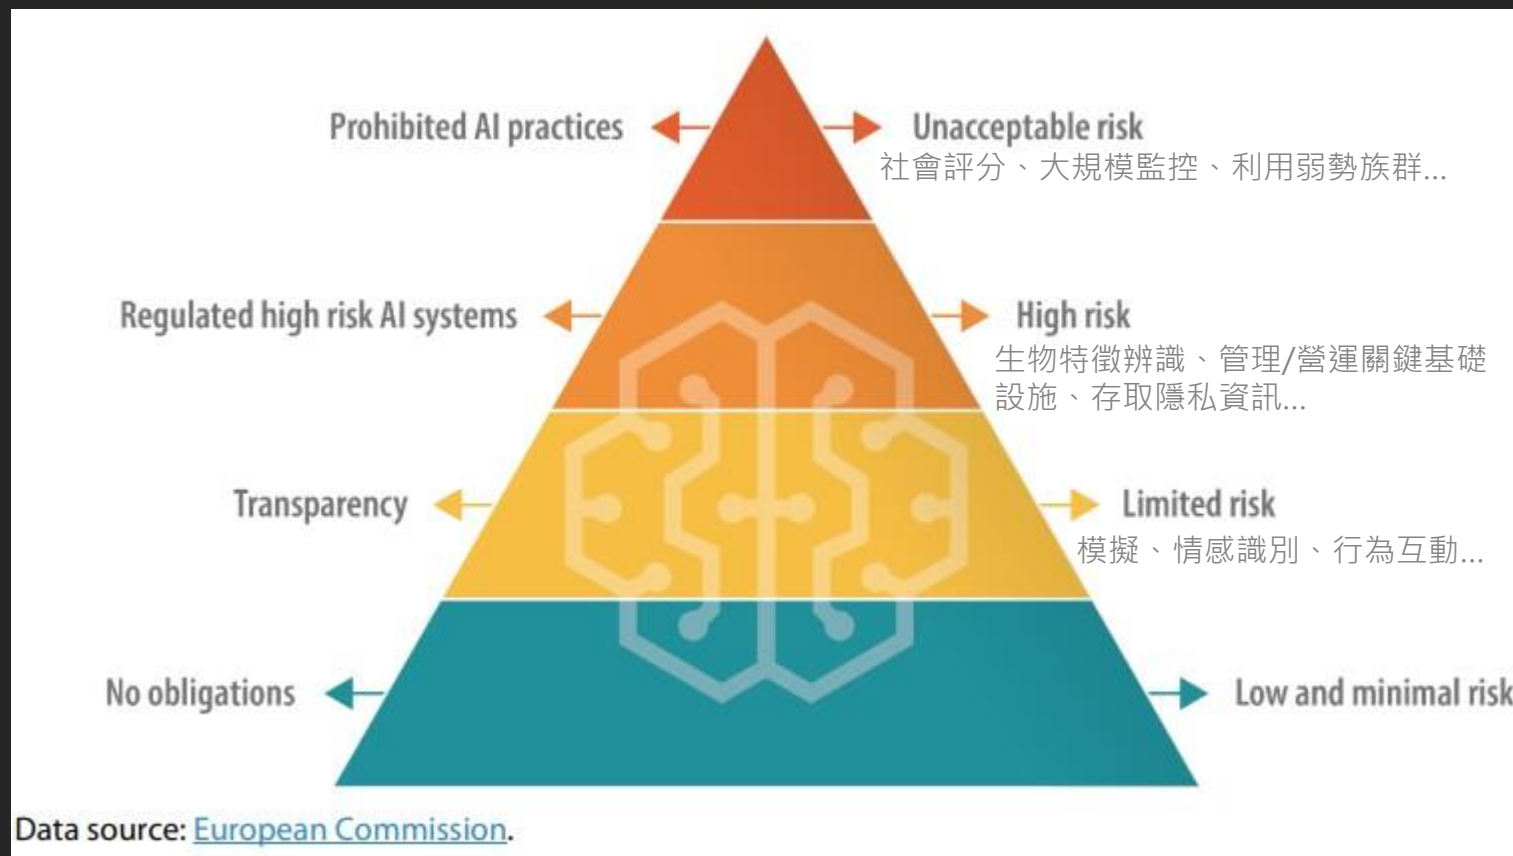 Prohibited AI practices
Unacceptable risk
社會評分、大規模監控、利用弱勢族群...
Regulated high risk AI systems
High risk
生物特徵辨識、管理/營運關鍵基礎
設施、存取隱私資訊...
Transparency
Limited risk
模擬、情感識別、行為互動...
No obligations
Low and minimal risk
Data source: European Commission.